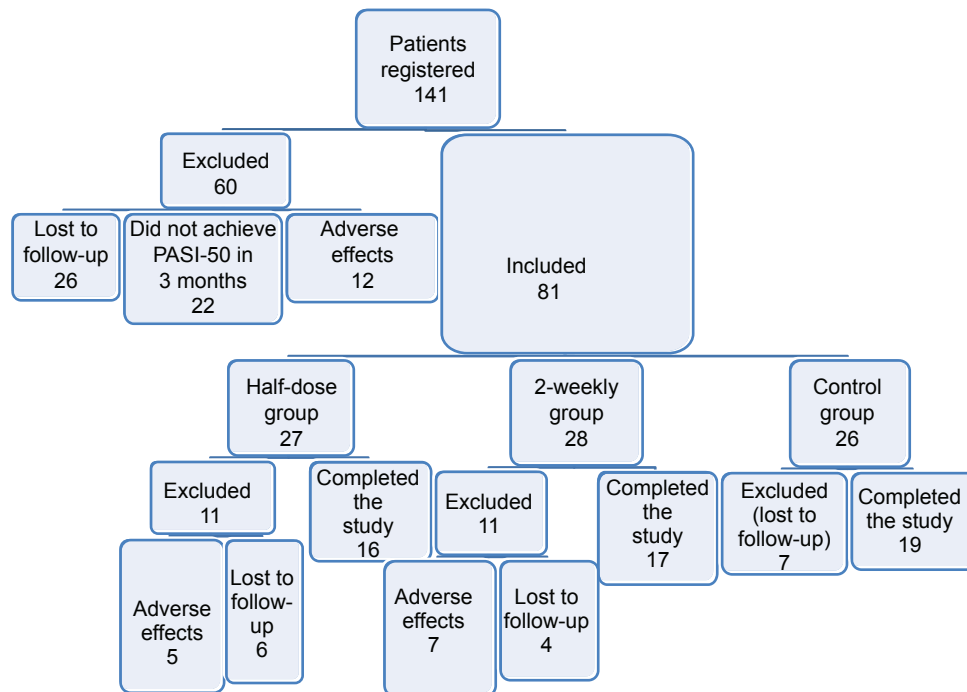 Patients
registered
141
Excluded
60
Included
81
Lost to
follow-up
26
Did not achieve
PASI-50 in
3 months
22
Adverse
effects
12
Half-dose
group
27
2-weekly
group
28
Control
group
26
Excluded
11
Completed
the
study
16
Excluded
11
Completed
the
study
17
Excluded
(lost to
follow-up)
7
Completed
the study
19
Adverse
effects
5
Lost to
follow-
up
6
Adverse
effects
7
Lost to
follow-up
4